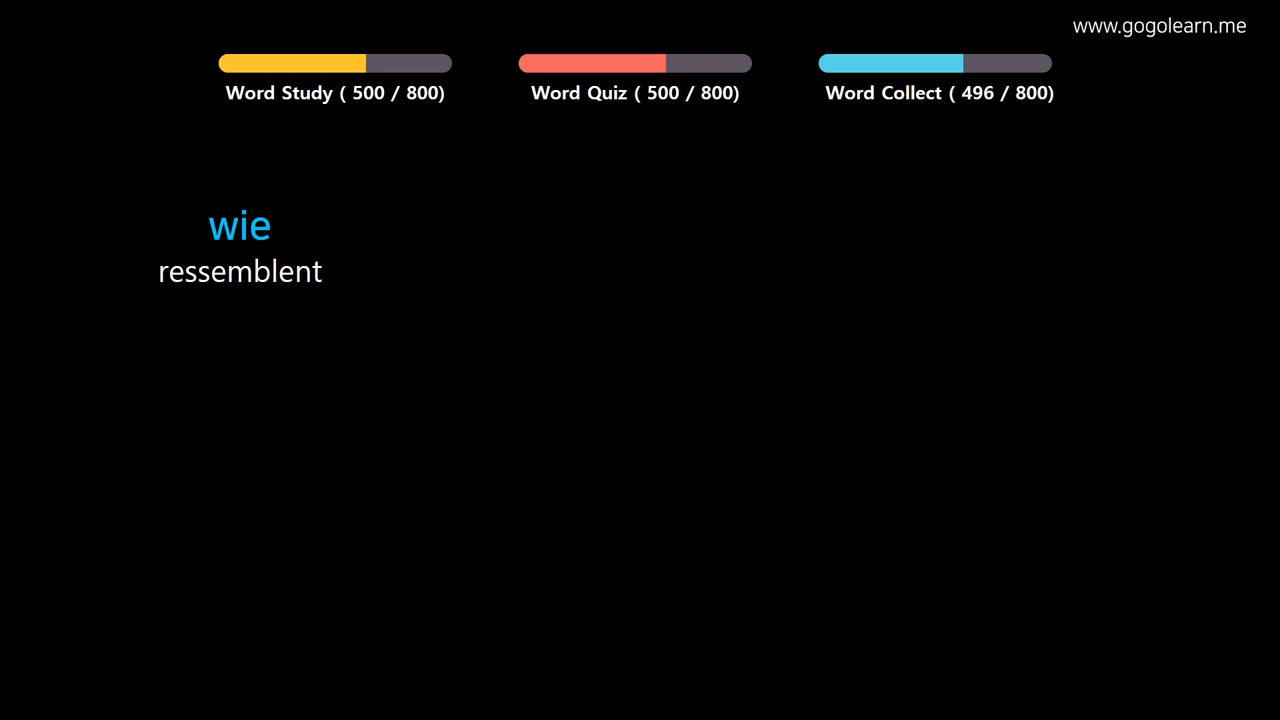 www.gogolearn.me
Word Study ( 500 / 800)
Word Quiz ( 500 / 800)
Word Collect ( 496 / 800)
wie
ressemblent